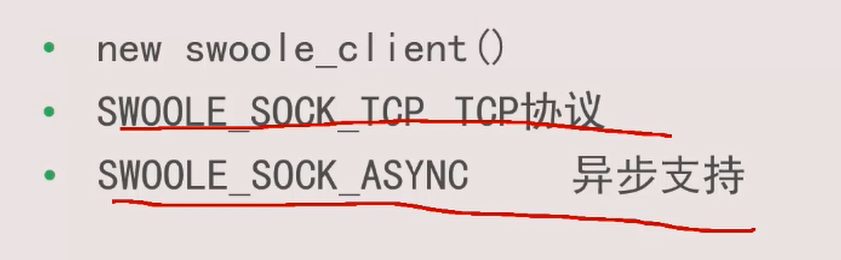 new swoole_client()
SWOOLE_SOCK_TCP TCP协议
SWOOLE_SOCK_ASYNC 异步支持